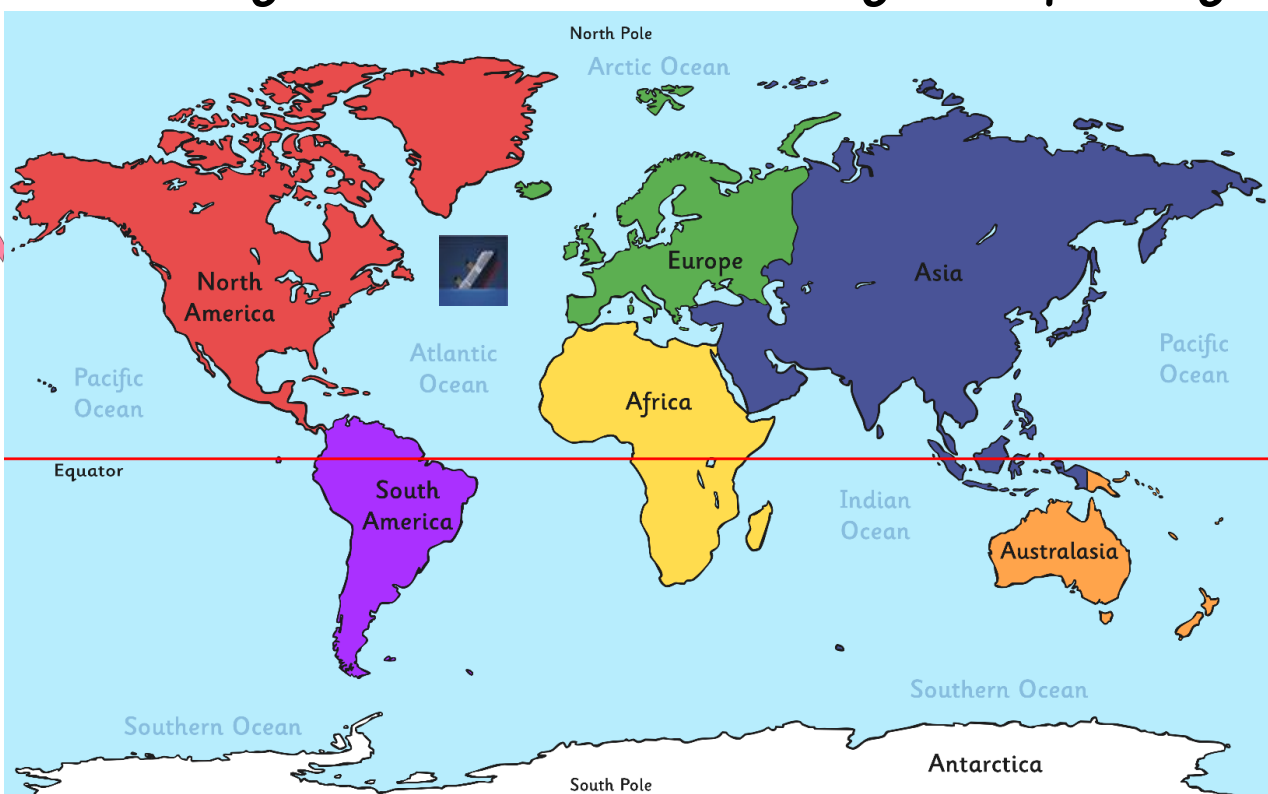 North Pole
Arctic Ocean
North
America
Europe
Asia
Atlantic
Ocean
Pacific
Ocean
Pacific
Ocean
Africa
Equator
South
America
Indian
Ocean
Australasia
Southern Ocean
Southern Ocean
Antarctica
South Pole